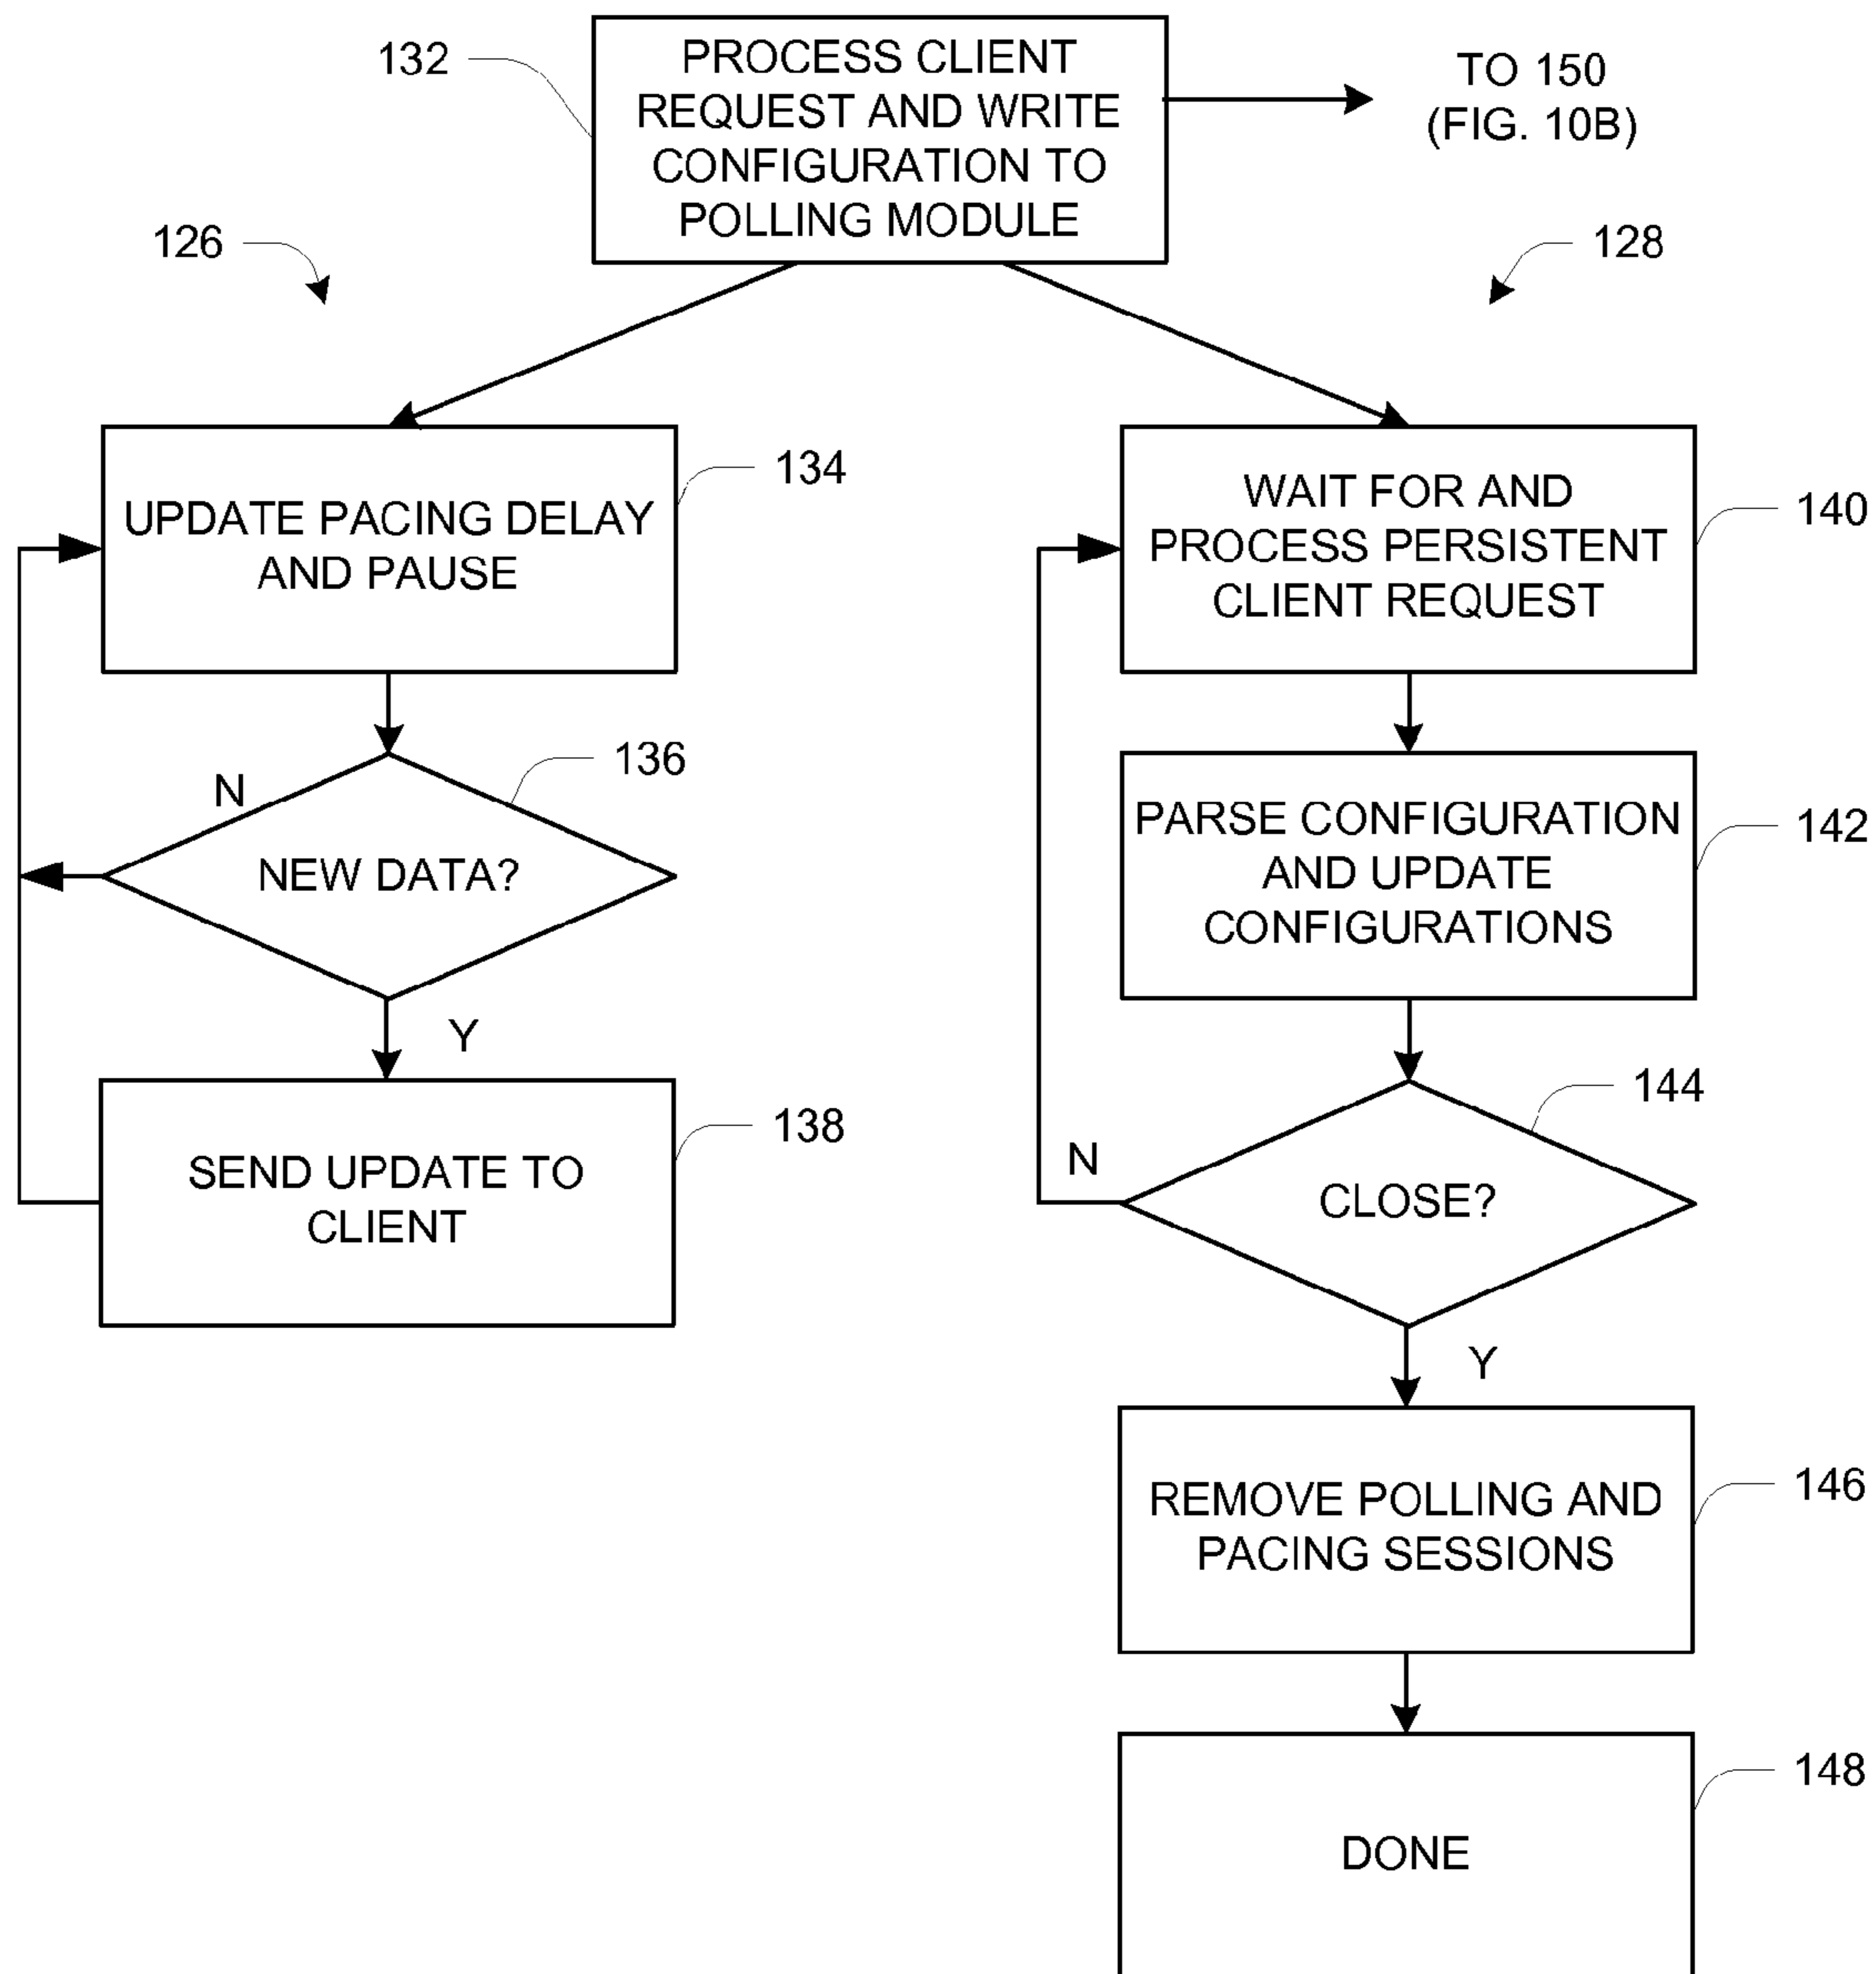 132
PROCESS CLIENT
REQUEST AND WRITE
CONFIGURATION TO
POLLING MODULE
TO 150
(FIG. 10B)
126
128
UPDATE PACING DELAY
AND PAUSE
134
WAIT FOR AND
PROCESS PERSISTENT
CLIENT REQUEST
140
N
136
NEW DATA?
Y
PARSE CONFIGURATION
AND UPDATE
CONFIGURATIONS
142
SEND UPDATE TO
CLIENT
138
144
N
CLOSE?
Y
REMOVE POLLING AND
PACING SESSIONS
146
DONE
148